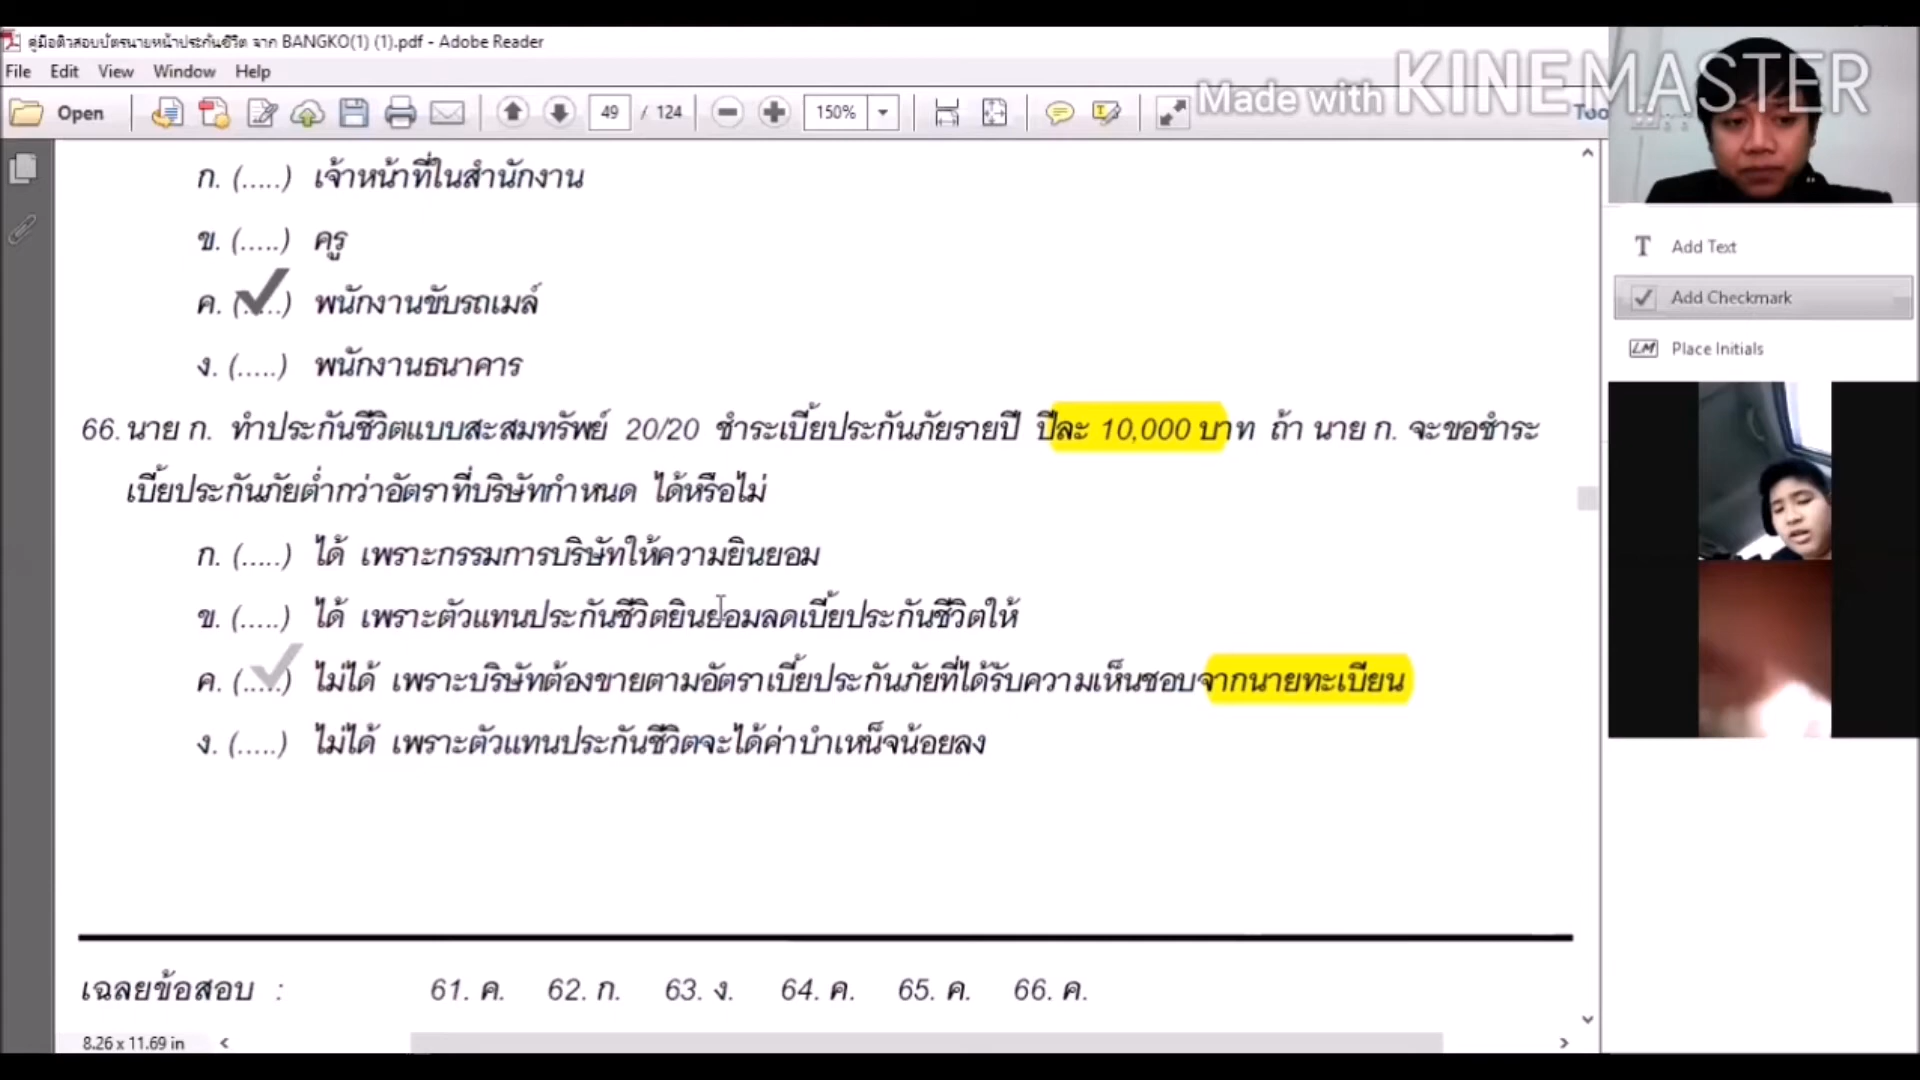 คู่มือติวสอบบัตรนายหน้าประกันชีวิต จาก BANGKO(1) (1).pdf - Adobe Reader
File Edit View Window Help
Made with KINEMASTER
Open 49 / 124 150% Too
ก. (.....) เจ้าหน้าที่ในสำนักงาน
ข. (.....) ครู
ค. (.....) พนักงานขับรถเมล์
ง. (.....) พนักงานธนาคาร
66. นาย ก. ทำประกันชีวิตแบบสะสมทรัพย์ 20/20 ชำระเบี้ยประกันภัยรายปี ปีละ 10,000 บาท ถ้า นาย ก. จะขอชำระ
เบี้ยประกันภัยต่ำกว่าอัตราที่บริษัทกำหนด ได้หรือไม่
ก. (.....) ได้ เพราะกรรมการบริษัทให้ความยินยอม
ข. (.....) ได้ เพราะตัวแทนประกันชีวิตยินยอมลดเบี้ยประกันชีวิตให้
ค. (.....) ไม่ได้ เพราะบริษัทต้องขายตามอัตราเบี้ยประกันภัยที่ได้รับความเห็นชอบจากนายทะเบียน
ง. (.....) ไม่ได้ เพราะตัวแทนประกันชีวิตจะได้ค่าบำเหน็จน้อยลง
เฉลยข้อสอบ : 61. ค. 62. ก. 63. ง. 64. ค. 65. ค. 66. ค.
8.26 x 11.69 in
Add Text
Add Checkmark
Place Initials